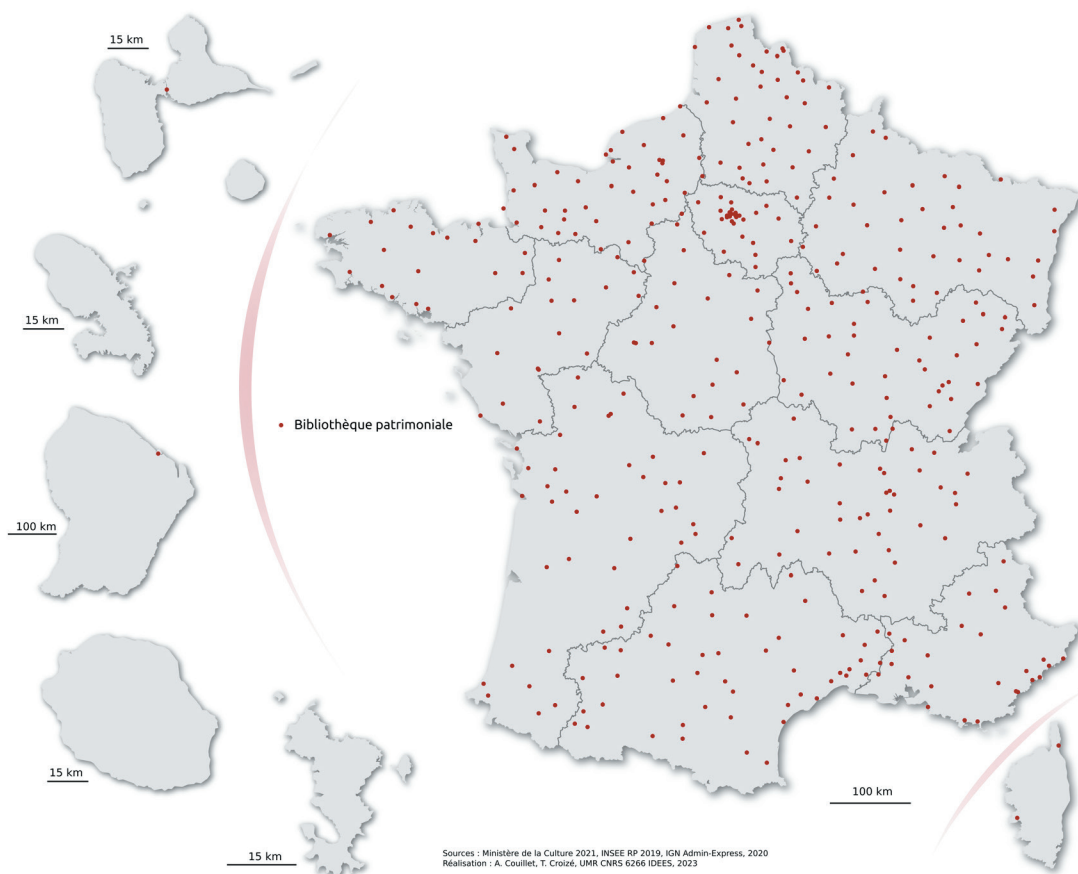 15 km
15 km
Bibliothèque patrimoniale
100 km
15 km
100 km
15 km
Sources : Ministère de la Culture 2021, INSEE RP 2019, IGN Admin-Express, 2020
Réalisation : A. Couillet, T. Croizé, UMR CNRS 6266 IDEES, 2023